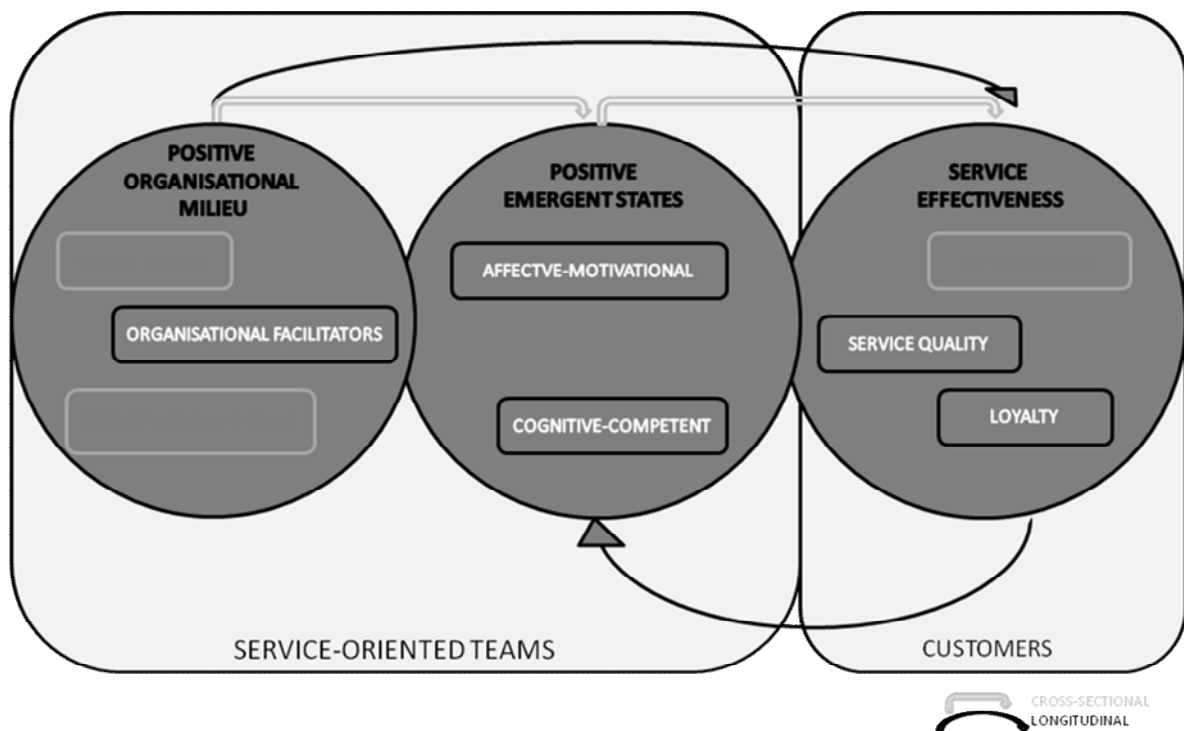 POSITIVE
ORGANISATIONAL
MILIEU
ORGANISATIONAL FACILITATORS
POSITIVE
EMERGENT STATES
AFFECTVE-MOTIVATIONAL
COGNITIVE-COMPETENT
SERVICE
EFFECTIVENESS
SERVICE QUALITY
LOYALTY
SERVICE-ORIENTED TEAMS
CUSTOMERS
CROSS-SECTIONAL
LONGITUDINAL